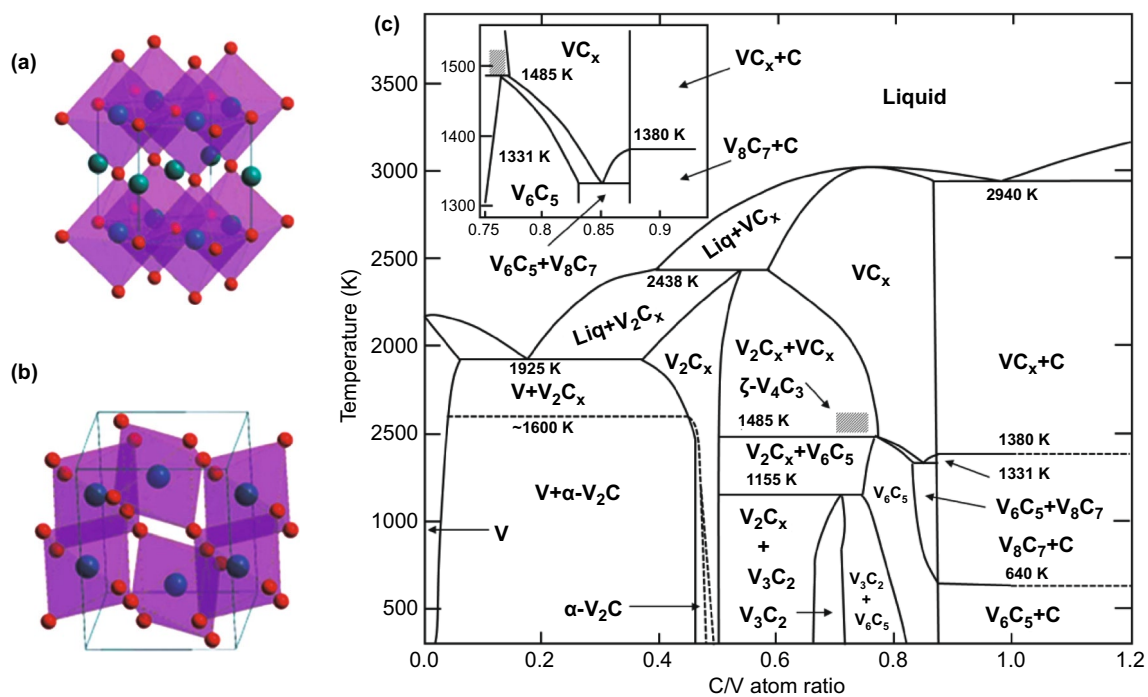 (a)
(b)
(c)
Temperature (K)
3500
3000
2500
2000
2500
1000
500
0.0 0.2 0.4 0.6 0.8 1.0 1.2
C/V atom ratio
1500
1400
1300
0.75 0.8 0.85 0.9
VCₓ
1485 K
1380 K
1331 K
V₆C₅
VCₓ+C
V₈C₇+C
V₆C₅+V₈C₇
Liquid
2940 K
Liq+VCₓ
2438 K
VCₓ
Liq+V₂Cₓ
1925 K
V₂Cₓ
V₂Cₓ+VCₓ
VCₓ+C
V+V₂Cₓ
~1600 K
ζ-V₄C₃
1485 K
1380 K
V₂Cₓ+V₆C₅
1155 K
1331 K
V₆C₅
V₆C₅+V₈C₇
V+α-V₂C
V
V₂Cₓ
+
V₃C₂
V₈C₇+C
640 K
α-V₂C
V₃C₂
V₃C₂
+
V₆C₅
V₆C₅+C